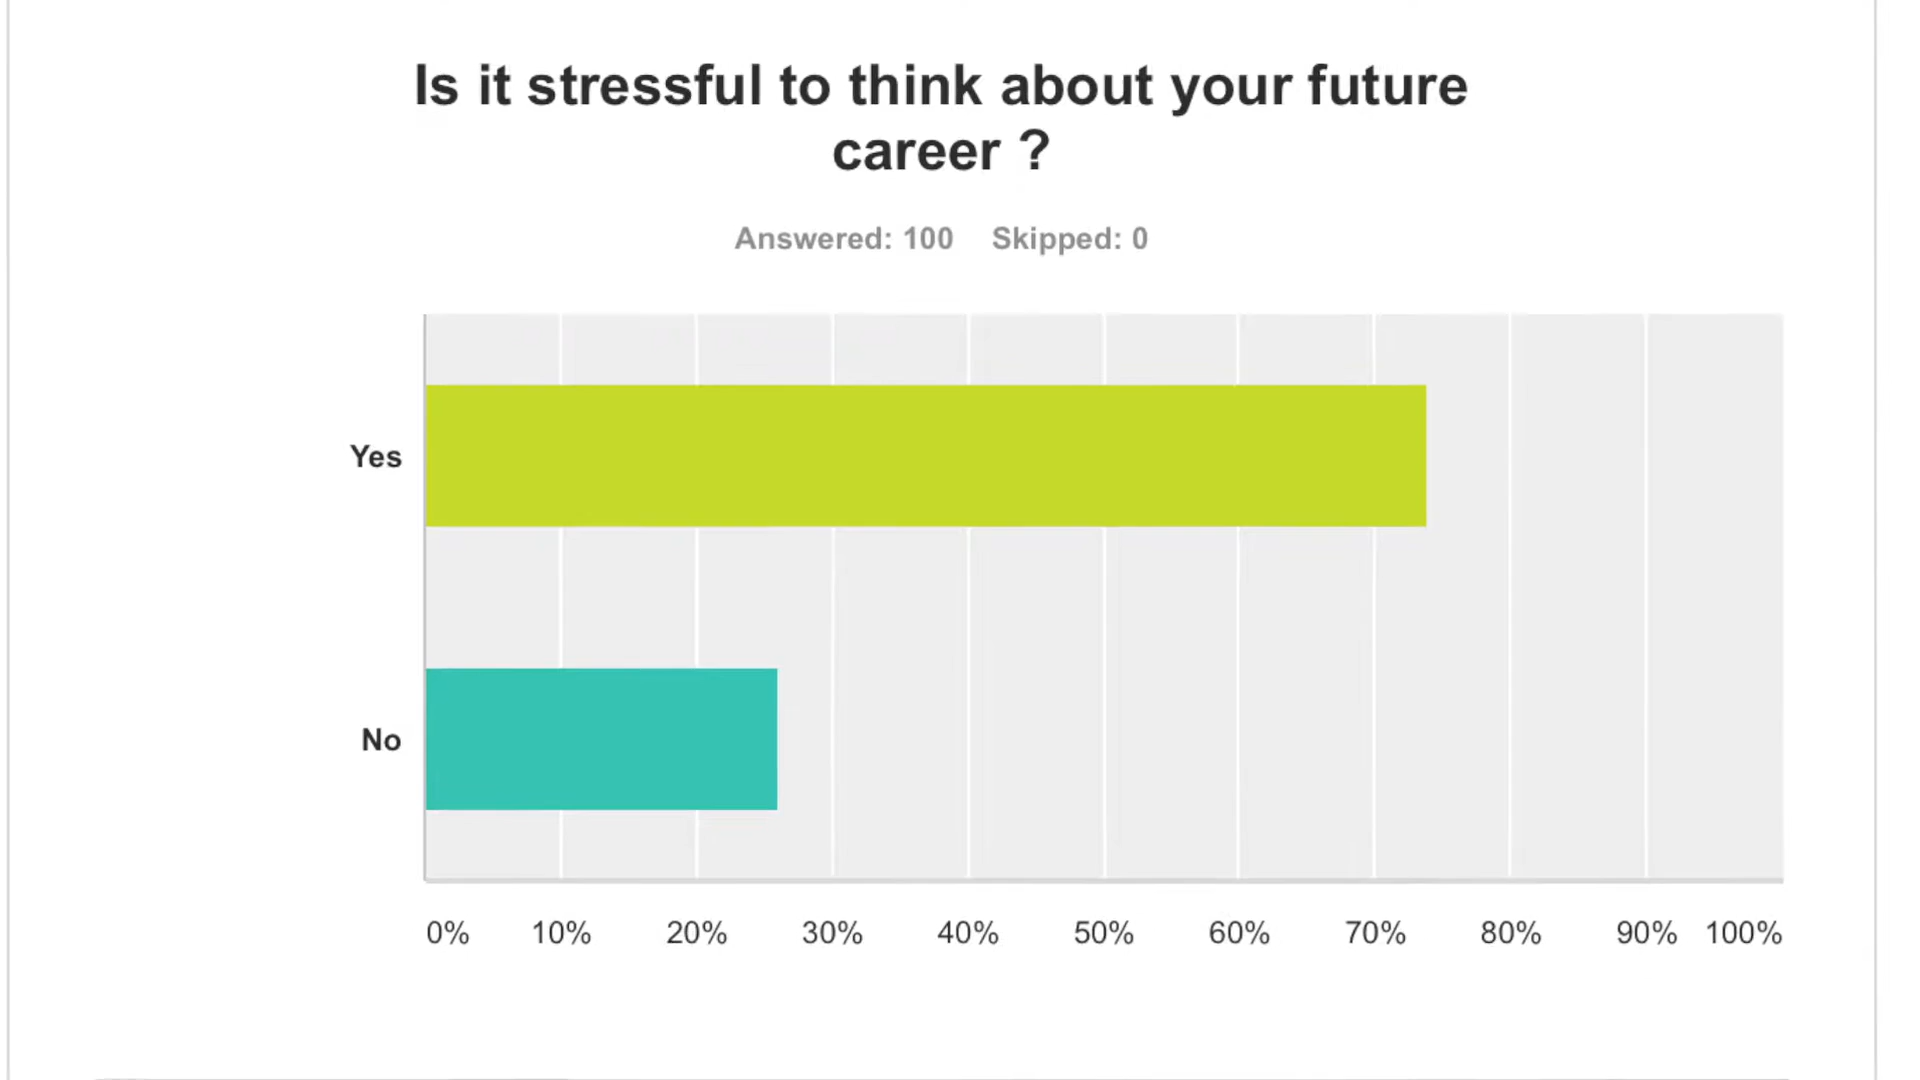 Is it stressful to think about your future
career ?
Answered: 100 Skipped: 0
Yes
No
0% 10% 20% 30% 40% 50% 60% 70% 80% 90% 100%